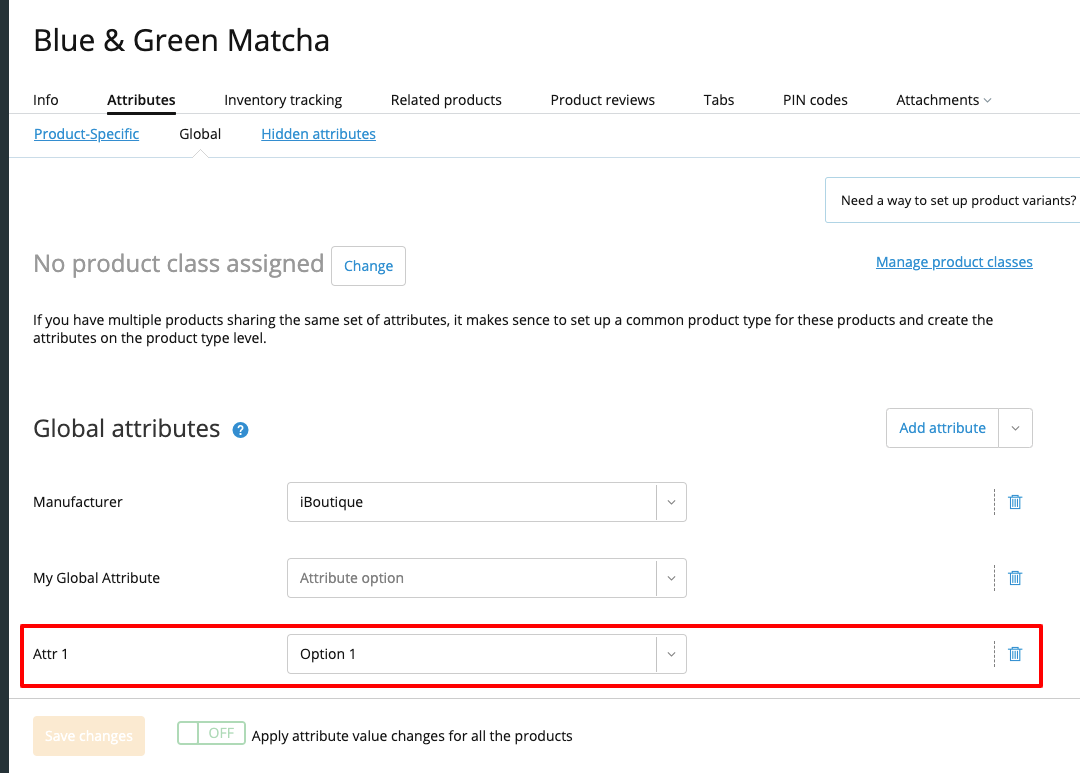 Blue & Green Matcha
Info Attributes Inventory tracking Related products Product reviews Tabs PIN codes Attachments
Product-Specific Global Hidden attributes
Need a way to set up product variants?
No product class assigned Change Manage product classes
If you have multiple products sharing the same set of attributes, it makes sence to set up a common product type for these products and create the
attributes on the product type level.
Global attributes ? Add attribute
Manufacturer iBoutique
My Global Attribute Attribute option
Attr 1 Option 1
Save changes OFF Apply attribute value changes for all the products